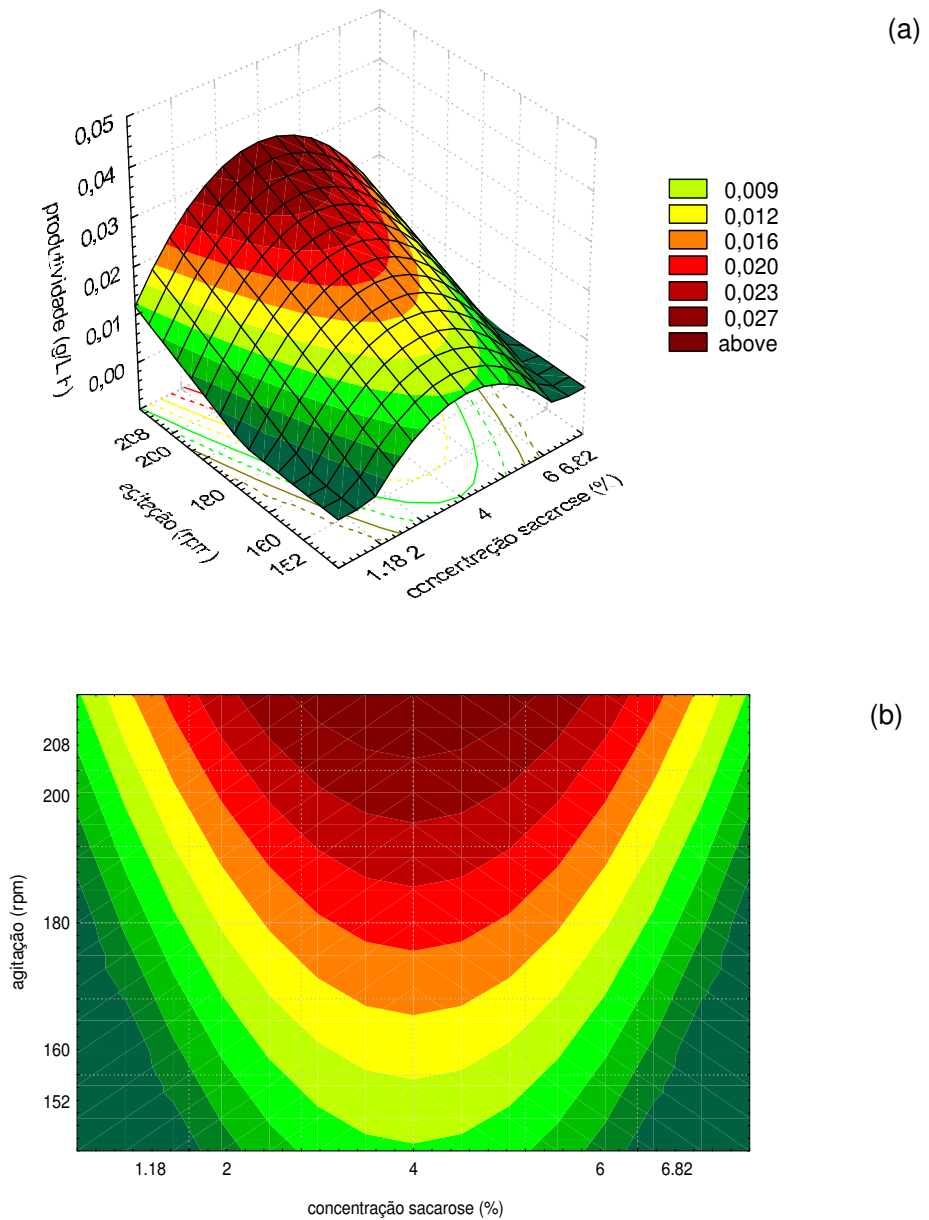 (a)
0,05
0,04
0,03
0,02
0,01
0,00
produtividade (g/L.h)
208
200
180
160
152
agitação (rpm)
1.18 2
4
6 6.82
concentração sacarose (%)
0,009
0,012
0,016
0,020
0,023
0,027
above
(b)
208
200
180
160
152
agitação (rpm)
1.18 2 4 6 6.82
concentração sacarose (%)